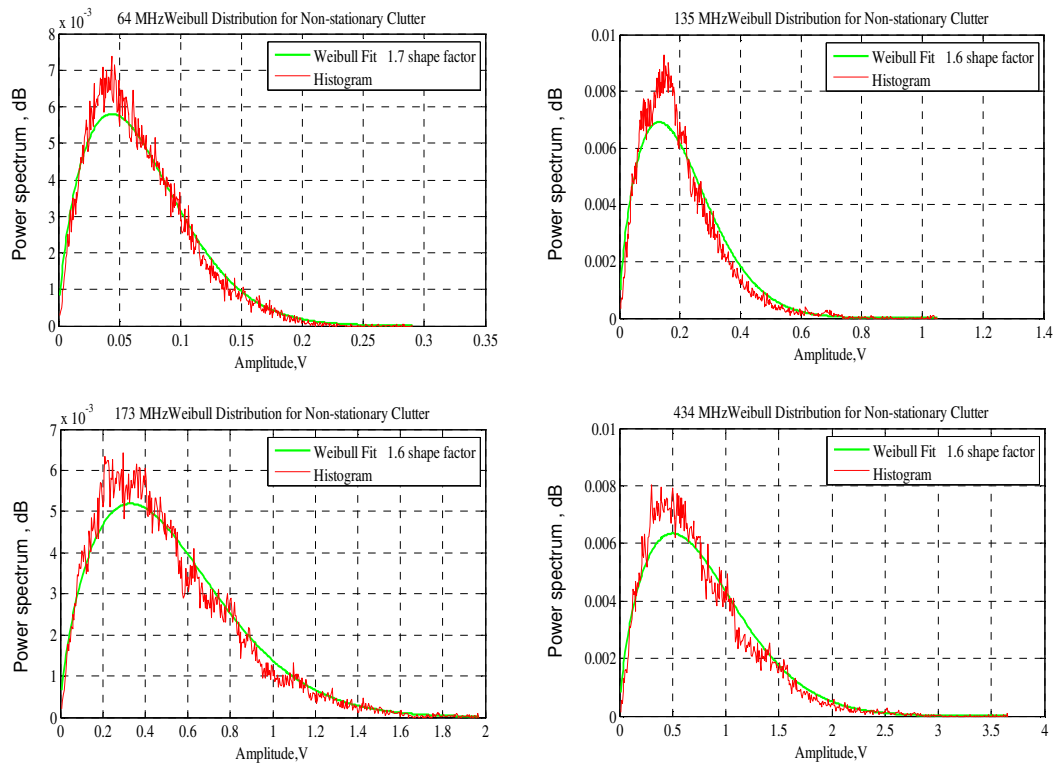 64 MHzWeibull Distribution for Non-stationary Clutter
x 10⁻³
8
7
6
5
4
3
2
1
0
Power spectrum , dB
Weibull Fit 1.7 shape factor
Histogram
0 0.05 0.1 0.15 0.2 0.25 0.3 0.35
Amplitude,V
135 MHzWeibull Distribution for Non-stationary Clutter
0.01
0.008
0.006
0.004
0.002
0
Power spectrum , dB
Weibull Fit 1.6 shape factor
Histogram
0 0.2 0.4 0.6 0.8 1 1.2 1.4
Amplitude,V
173 MHzWeibull Distribution for Non-stationary Clutter
x 10⁻³
7
6
5
4
3
2
1
0
Power spectrum , dB
Weibull Fit 1.6 shape factor
Histogram
0 0.2 0.4 0.6 0.8 1 1.2 1.4 1.6 1.8 2
Amplitude,V
434 MHzWeibull Distribution for Non-stationary Clutter
0.01
0.008
0.006
0.004
0.002
0.000
Power spectrum , dB
Weibull Fit 1.6 shape factor
Histogram
0 0.5 1 1.5 2 2.5 3 3.5 4
Amplitude,V